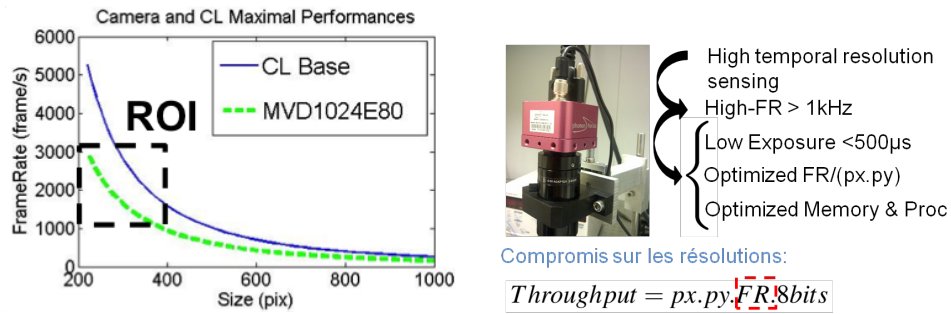 Camera and CL Maximal Performances
6000
5000
4000
3000
2000
1000
0
FrameRate (frame/s)
CL Base
MVD1024E80
ROI
200
400
600
800
1000
Size (pix)
High temporal resolution
sensing
High-FR > 1kHz
Low Exposure <500µs
Optimized FR/(px.py)
Optimized Memory & Proc
Compromis sur les résolutions:
Throughput = px.py.FR.8bits